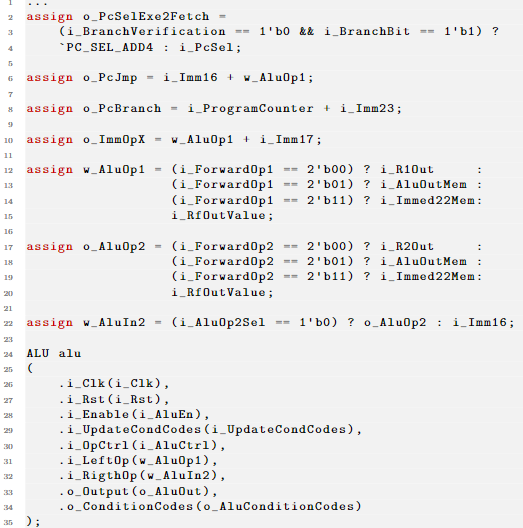 1 ...
2 assign o_PcSelExe2Fetch =
3 (i_BranchVerification == 1'b0 && i_BranchBit == 1'b1) ?
4 `PC_SEL_ADD4 : i_PcSel;
5
6 assign o_PcJmp = i_Imm16 + w_AluOp1;
7
8 assign o_PcBranch = i_ProgramCounter + i_Imm23;
9
10 assign o_ImmOpX = w_AluOp1 + i_Imm17;
11
12 assign w_AluOp1 = (i_ForwardOp1 == 2'b00) ? i_R1Out :
13 (i_ForwardOp1 == 2'b01) ? i_AluOutMem :
14 (i_ForwardOp1 == 2'b11) ? i_Immed22Mem:
15 i_RfOutValue;
16
17 assign o_AluOp2 = (i_ForwardOp2 == 2'b00) ? i_R2Out :
18 (i_ForwardOp2 == 2'b01) ? i_AluOutMem :
19 (i_ForwardOp2 == 2'b11) ? i_Immed22Mem:
20 i_RfOutValue;
21
22 assign w_AluIn2 = (i_AluOp2Sel == 1'b0) ? o_AluOp2 : i_Imm16;
23
24 ALU alu
25 (
26 .i_Clk(i_Clk),
27 .i_Rst(i_Rst),
28 .i_Enable(i_AluEn),
29 .i_UpdateCondCodes(i_UpdateCondCodes),
30 .i_OpCtrl(i_AluCtrl),
31 .i_LeftOp(w_AluOp1),
32 .i_RigthOp(w_AluIn2),
33 .o_Output(o_AluOut),
34 .o_ConditionCodes(o_AluConditionCodes)
35 );